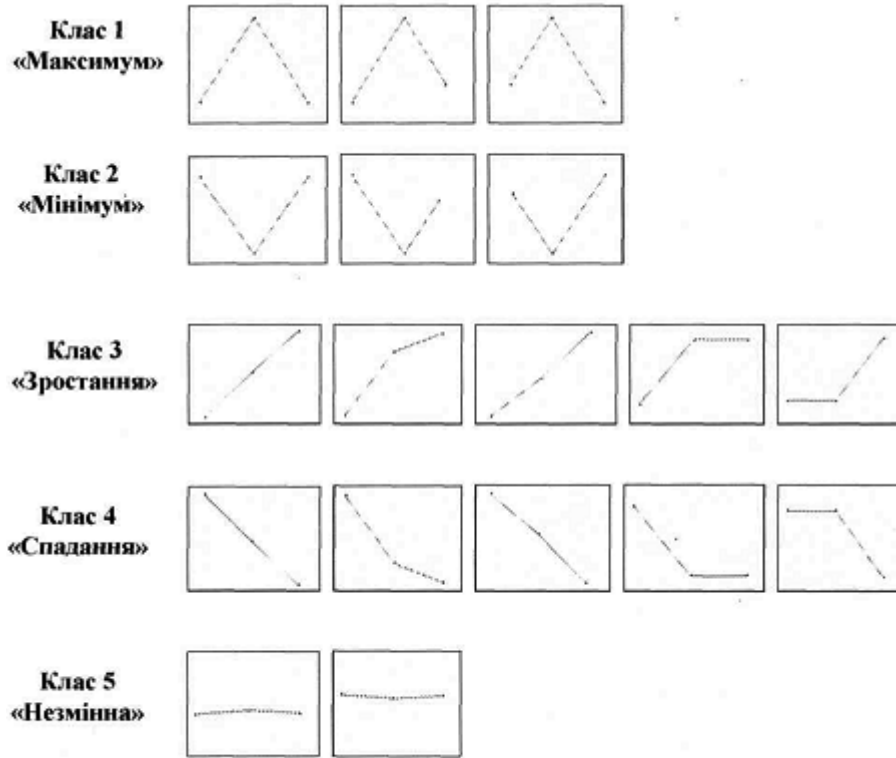 Клас 1
«Максимум»
Клас 2
«Мінімум»
Клас 3
«Зростання»
Клас 4
«Спадання»
Клас 5
«Незмінна»